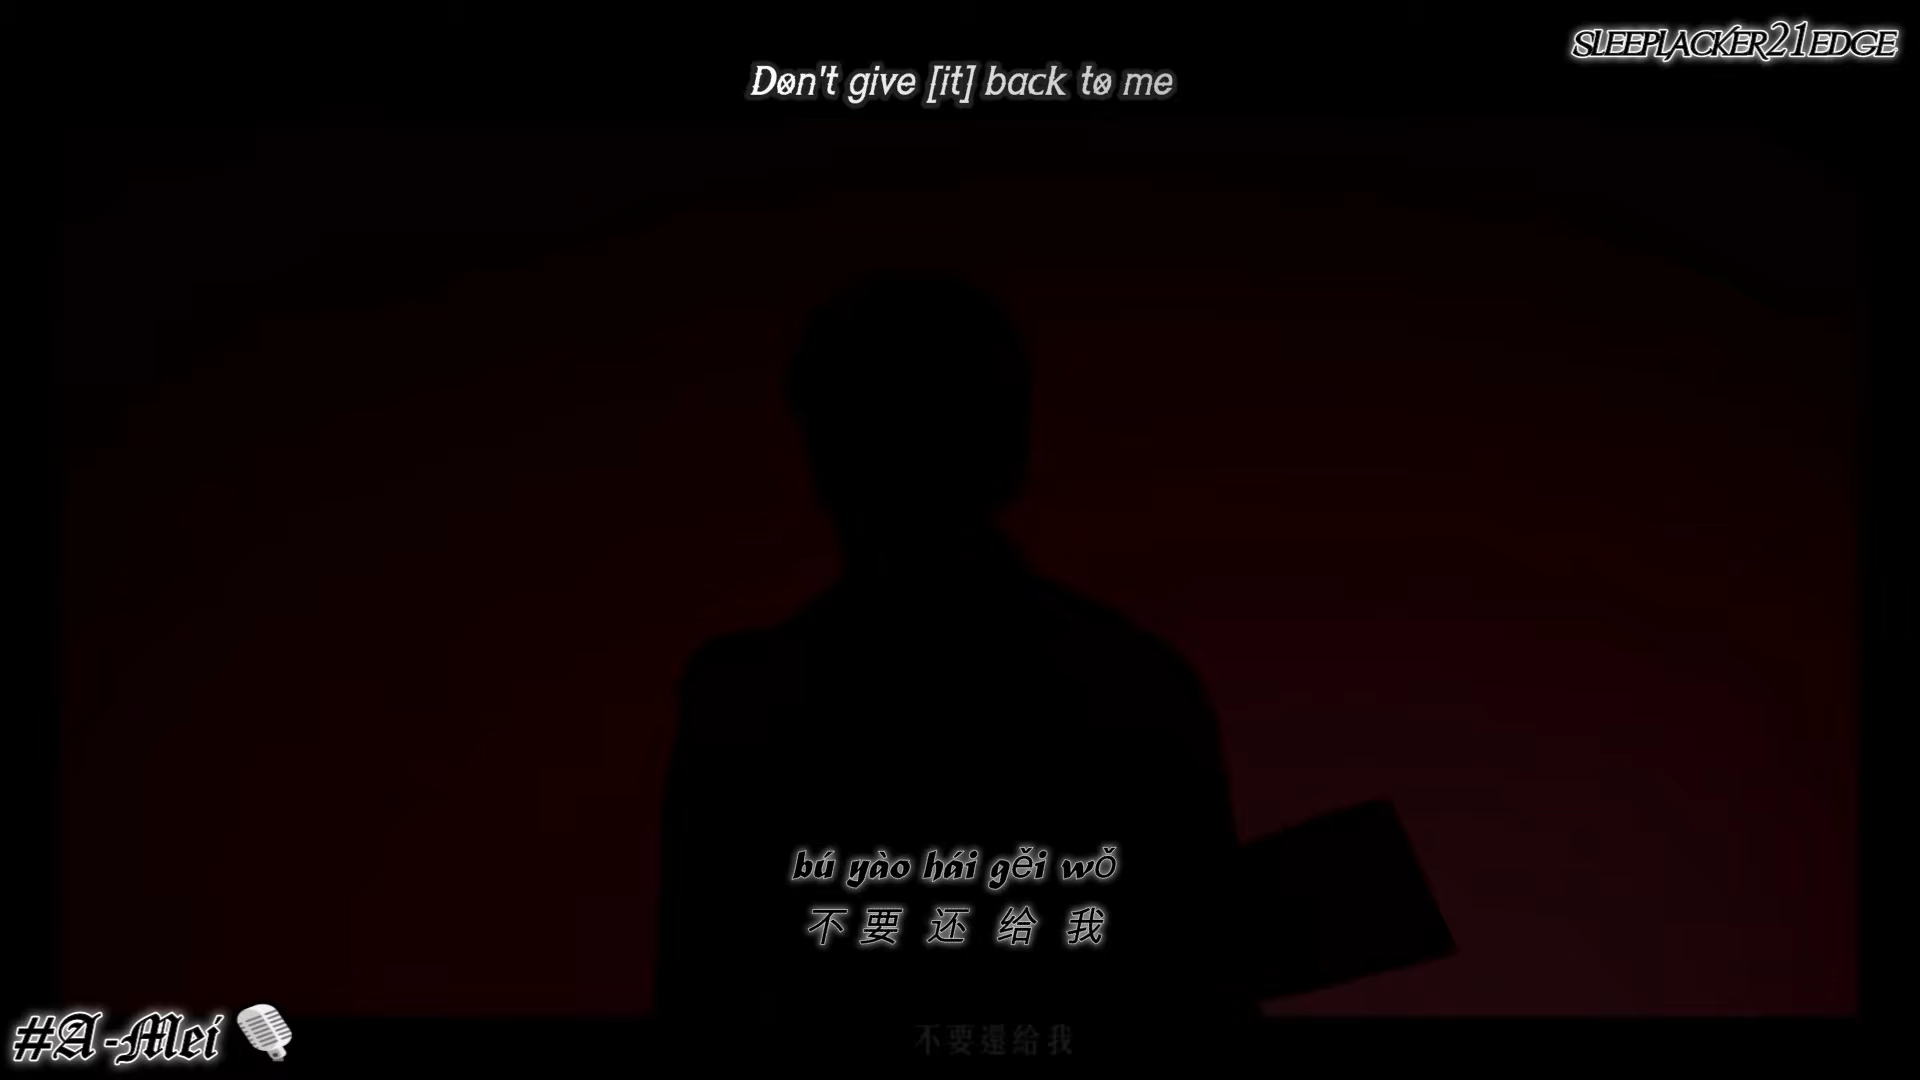 SLEEPLACKER21EDGE
Don't give [it] back to me
bú yào hái gěi wǒ
不 要 还 给 我
#A-Mei
不要還给我